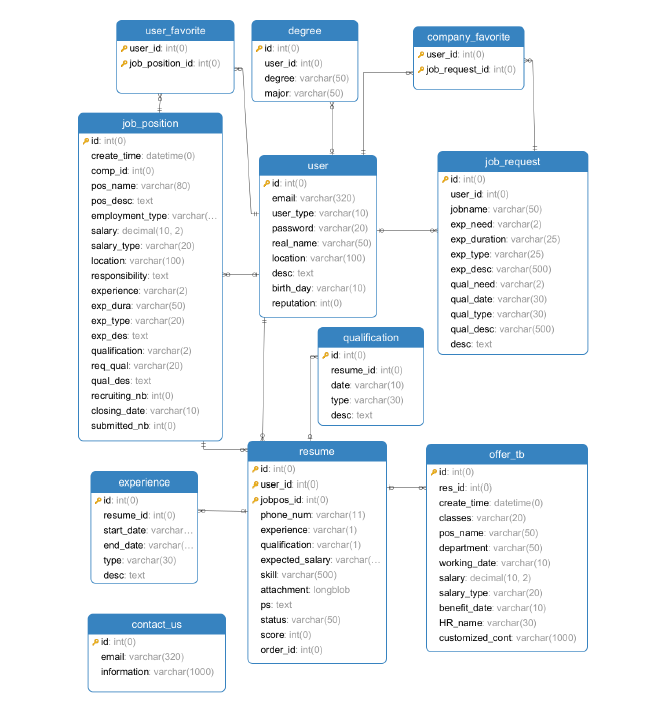 user_favorite
user_id: int(0)
job_position_id: int(0)
degree
id: int(0)
user_id: int(0)
degree: varchar(50)
major: varchar(50)
company_favorite
user_id: int(0)
job_request_id: int(0)
job_position
id: int(0)
create_time: datetime(0)
comp_id: int(0)
pos_name: varchar(80)
pos_desc: text
employment_type: varchar(...
salary: decimal(10, 2)
salary_type: varchar(20)
location: varchar(100)
responsibility: text
experience: varchar(2)
exp_dura: varchar(50)
exp_type: varchar(20)
exp_des: text
qualification: varchar(2)
req_qual: varchar(20)
qual_des: text
recruiting_nb: int(0)
closing_date: varchar(10)
submitted_nb: int(0)
user
id: int(0)
email: varchar(320)
user_type: varchar(10)
password: varchar(20)
real_name: varchar(50)
location: varchar(100)
desc: text
birth_day: varchar(10)
reputation: int(0)
job_request
id: int(0)
user_id: int(0)
jobname: varchar(50)
exp_need: varchar(2)
exp_duration: varchar(25)
exp_type: varchar(25)
exp_desc: varchar(500)
qual_need: varchar(2)
qual_date: varchar(30)
qual_type: varchar(30)
qual_desc: varchar(500)
desc: text
qualification
id: int(0)
resume_id: int(0)
date: varchar(10)
type: varchar(30)
desc: text
experience
id: int(0)
resume_id: int(0)
start_date: varchar...
end_date: varchar(...
type: varchar(30)
desc: text
resume
id: int(0)
user_id: int(0)
jobpos_id: int(0)
phone_num: varchar(11)
experience: varchar(1)
qualification: varchar(1)
expected_salary: varchar(...
skill: varchar(500)
attachment: longblob
ps: text
status: varchar(50)
score: int(0)
order_id: int(0)
offer_tb
id: int(0)
res_id: int(0)
create_time: datetime(0)
classes: varchar(20)
pos_name: varchar(50)
department: varchar(50)
working_date: varchar(10)
salary: decimal(10, 2)
salary_type: varchar(20)
benefit_date: varchar(10)
HR_name: varchar(30)
customized_cont: varchar(1000)
contact_us
id: int(0)
email: varchar(320)
information: varchar(1000)